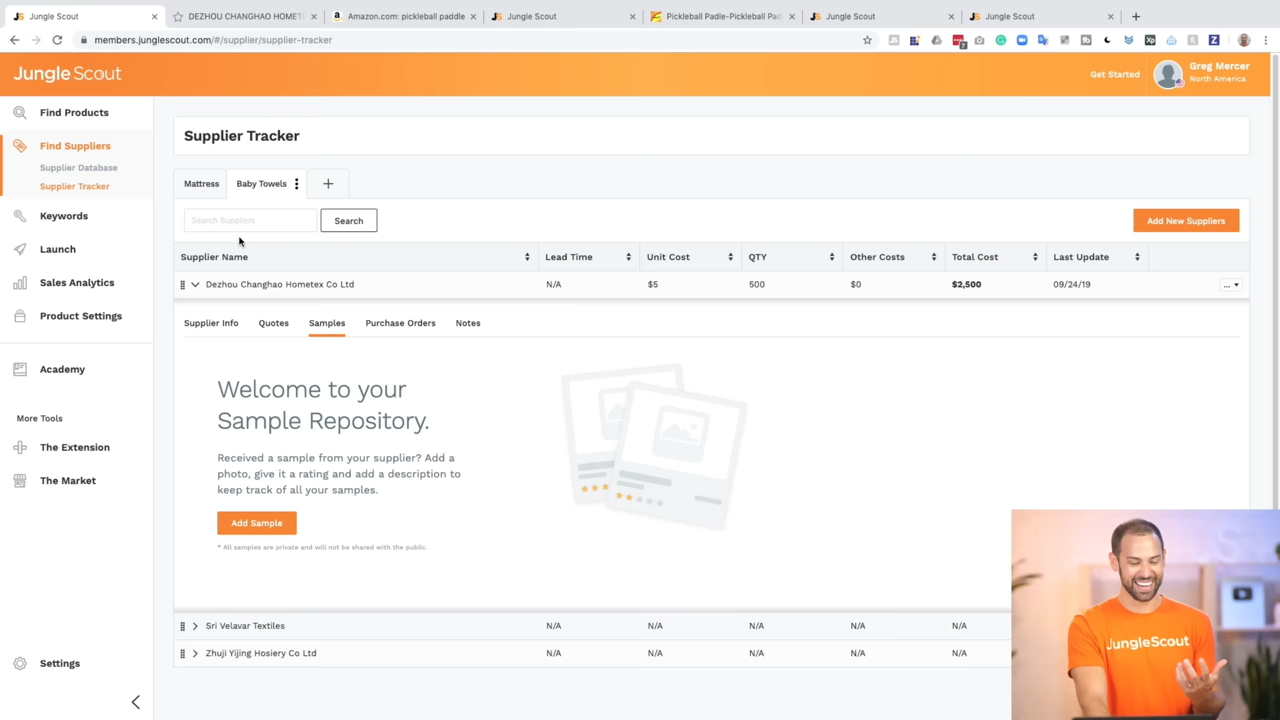 Jungle Scout
DEZHOU CHANGHAO HOMET
Amazon.com: pickleball paddle
Jungle Scout
Pickleball Padle-Pickleball Pad
Jungle Scout
Jungle Scout
members.junglescout.com/#/supplier/supplier-tracker
Jungle Scout
Get Started
Greg Mercer
North America
Find Products
Find Suppliers
Supplier Database
Supplier Tracker
Keywords
Launch
Sales Analytics
Product Settings
Academy
More Tools
The Extension
The Market
Settings
Supplier Tracker
Mattress
Baby Towels
Search Suppliers
Search
Add New Suppliers
Supplier Name Lead Time Unit Cost QTY Other Costs Total Cost Last Update
Dezhou Changhao Hometex Co Ltd N/A $5 500 $0 $2,500 09/24/19 ...
Supplier Info Quotes Samples Purchase Orders Notes
Welcome to your
Sample Repository.
Received a sample from your supplier? Add a
photo, give it a rating and add a description to
keep track of all your samples.
Add Sample
* All samples are private and will not be shared with the public.
Sri Velavar Textiles N/A N/A N/A N/A N/A
Zhuji Yijing Hosiery Co Ltd N/A N/A N/A N/A N/A
JungleScout